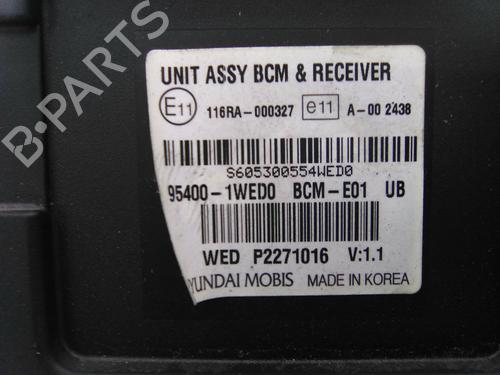 UNIT ASSY BCM & RECEIVER
E11 116RA-000327 e11 A-00 2438
S605300554WED0
95400-1WED0 BCM-E01 UB
WED P2271016 V:1.1
YUNDAI MOBIS MADE IN KOREA
B-PARTS